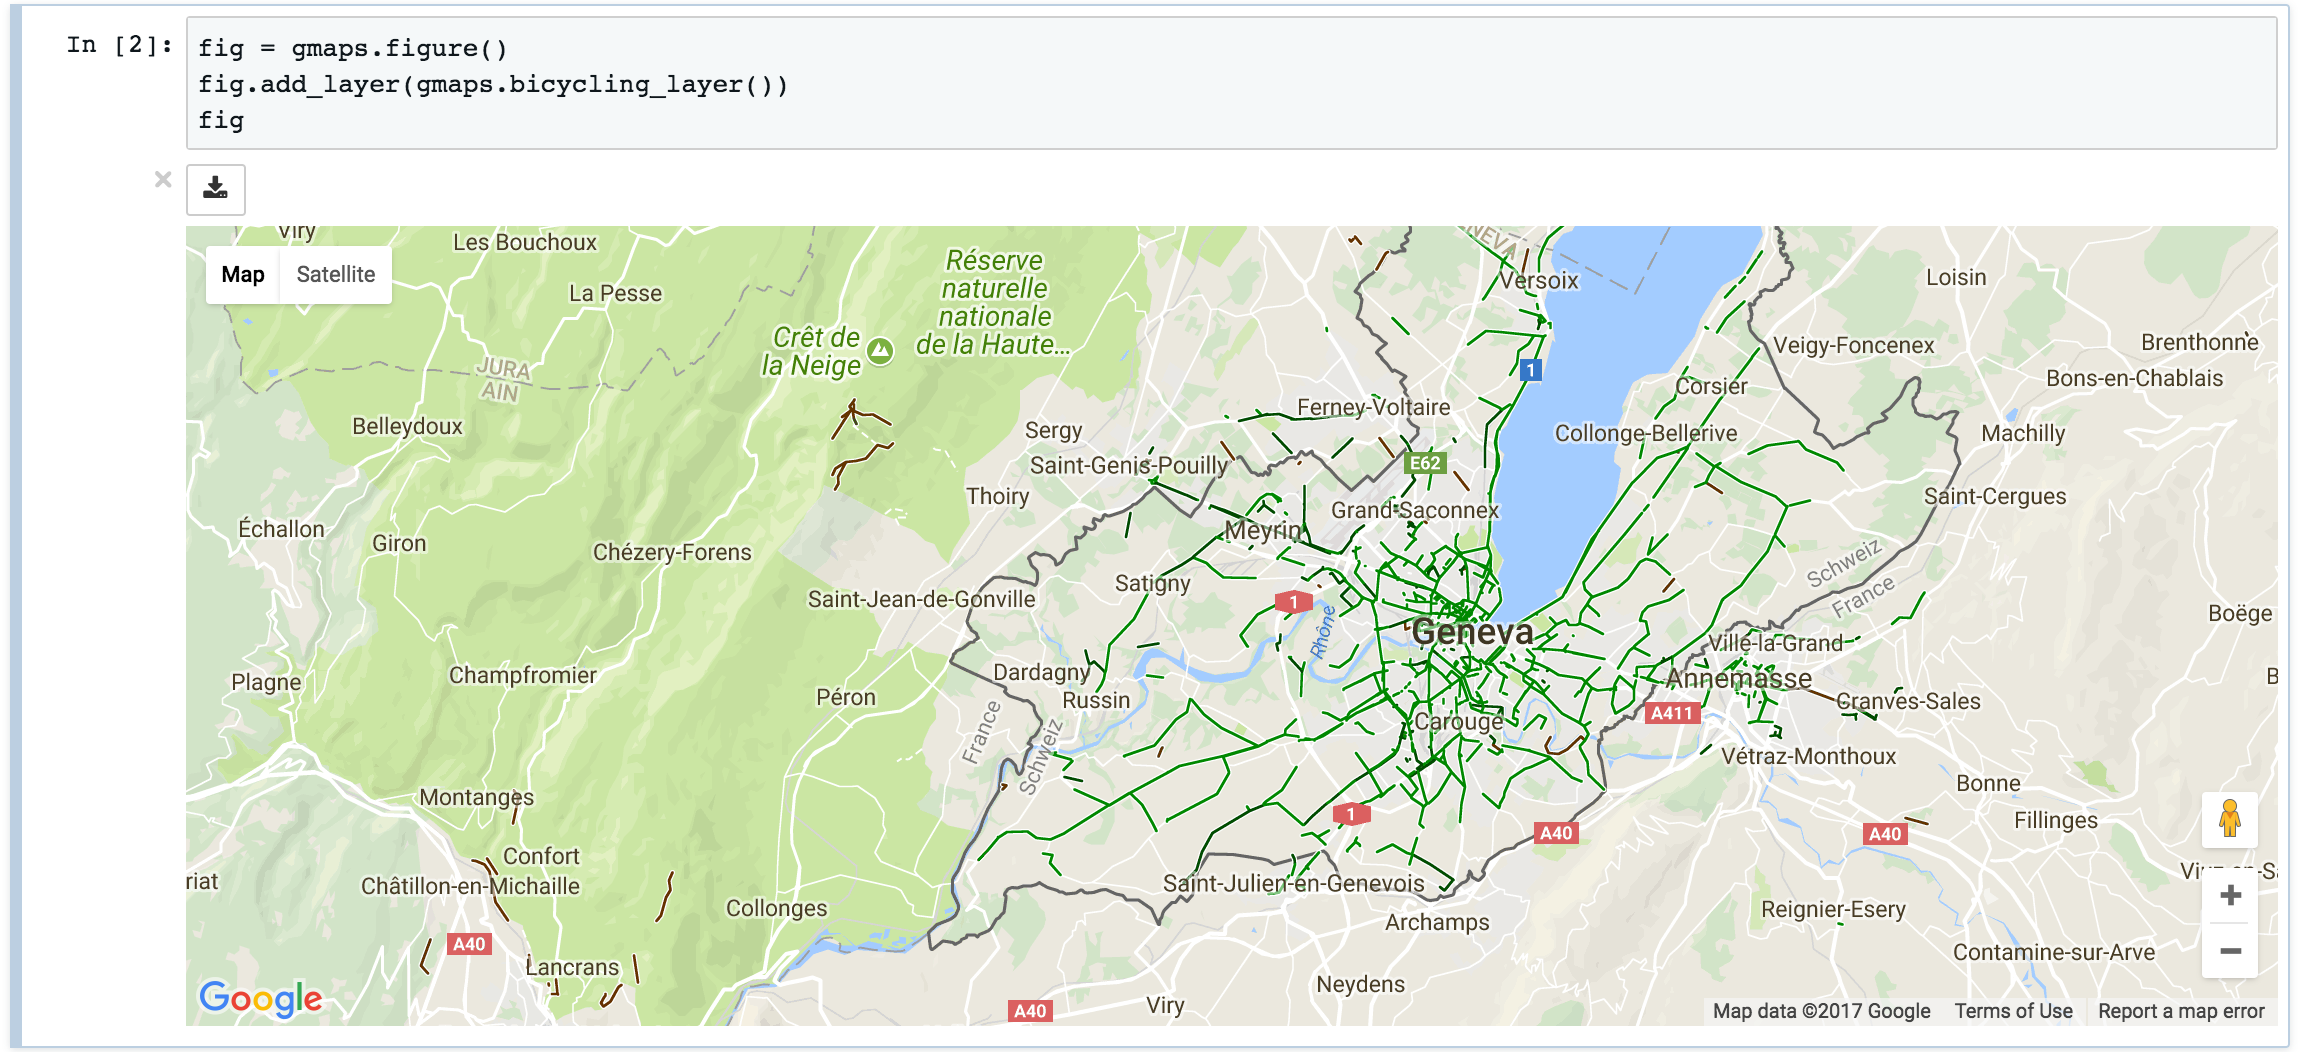 In [2]:
fig = gmaps.figure()
fig.add_layer(gmaps.bicycling_layer())
fig
Viry
Les Bouchoux
Map
Satellite
La Pesse
Réserve
naturelle
nationale
de la Haute...
Crêt de
la Neige
NEVA
Versoix
Loisin
1
Veigy-Foncenex
Brenthonne
JURA
AIN
Corsier
Bons-en-Chablais
Belleydoux
Sergy
Ferney-Voltaire
Collonge-Bellerive
Machilly
Saint-Genis-Pouilly
E62
Thoiry
Saint-Cergues
Échallon
Giron
Chézery-Forens
Meyrin
Grand-Saconnex
Satigny
Schweiz
France
Saint-Jean-de-Gonville
1
Rhône
Geneva
Boëge
Ville-la-Grand
Plagne
Champfromier
Dardagny
Annemasse
B
Péron
Russin
Cranves-Sales
A411
Carouge
France
Schweiz
Vétraz-Monthoux
Bonne
Montanges
1
A40
A40
Fillinges
Confort
riat
Châtillon-en-Michaille
Saint-Julien-en-Genevois
Collonges
Archamps
Reignier-Esery
A40
Contamine-sur-Arve
Lancrans
Neydens
Google
A40
Viry
Map data ©2017 Google
Terms of Use
Report a map error